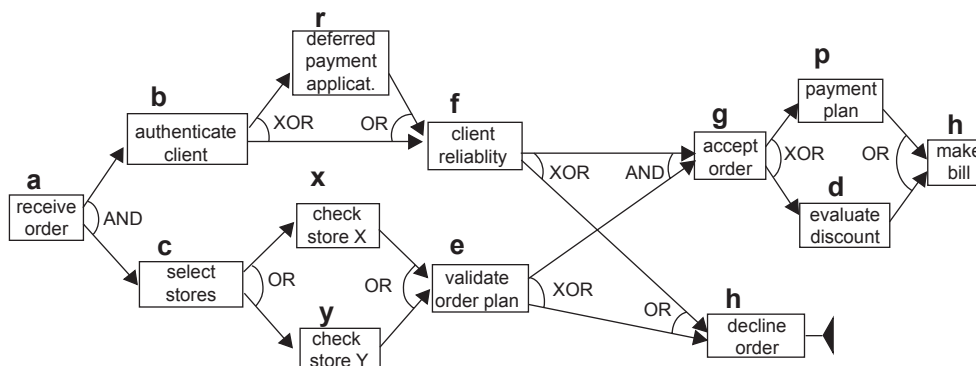 r
deferred
payment
applicat.
b
authenticate
client
XOR
OR
f
client
reliablity
a
receive
order
AND
x
check
store X
c
select
stores
OR
OR
y
check
store Y
e
validate
order plan
XOR
AND
XOR
OR
g
accept
order
p
payment
plan
XOR
OR
d
evaluate
discount
h
make
bill
h
decline
order